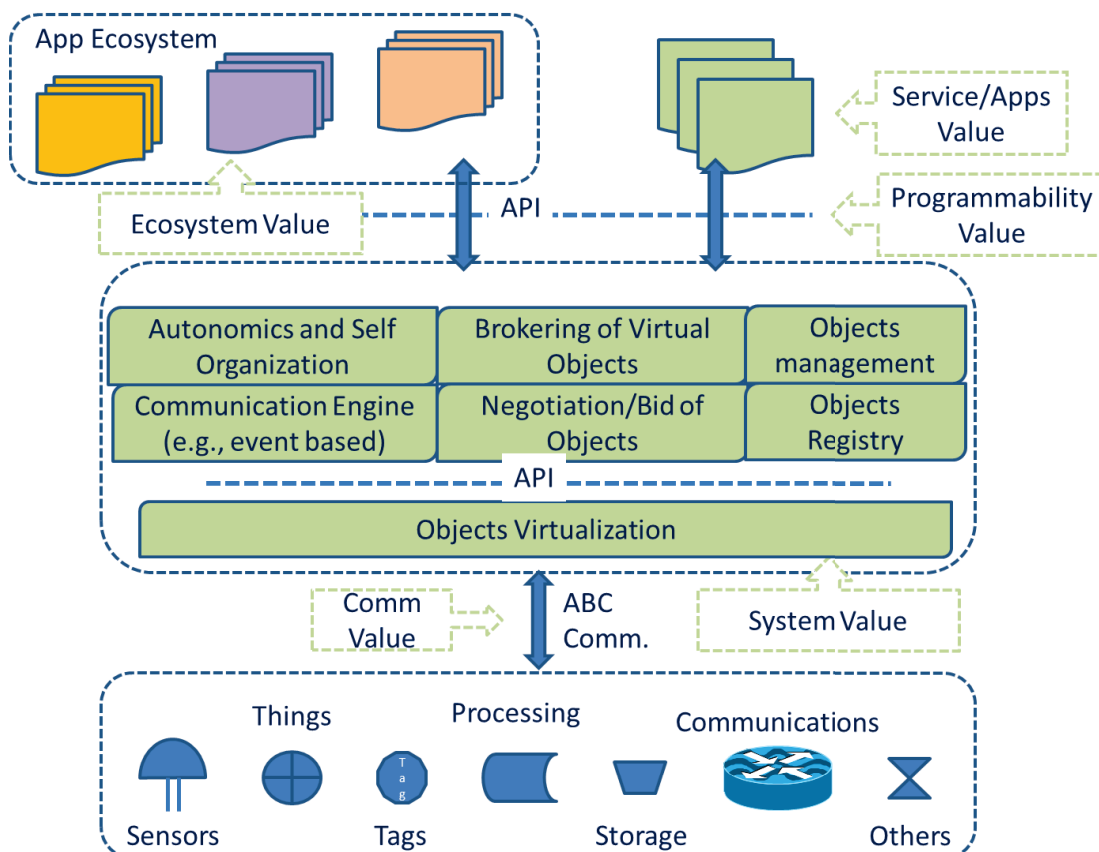 App Ecosystem
Service/Apps
Value
Ecosystem Value
API
Programmability
Value
Autonomics and Self
Organization
Brokering of Virtual
Objects
Objects
management
Communication Engine
(e.g., event based)
Negotiation/Bid of
Objects
Objects
Registry
API
Objects Virtualization
Comm
Value
ABC
Comm.
System Value
Things
Processing
Communications
T
a
g
Sensors
Tags
Storage
Others